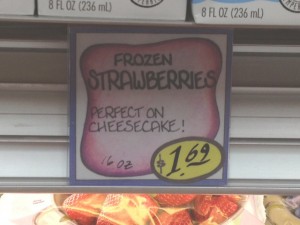 8 FL OZ (236 mL)
8 FL OZ (236 mL)
FROZEN
STRAWBERRIES
PERFECT ON
CHEESECAKE!
16 OZ
$1.69